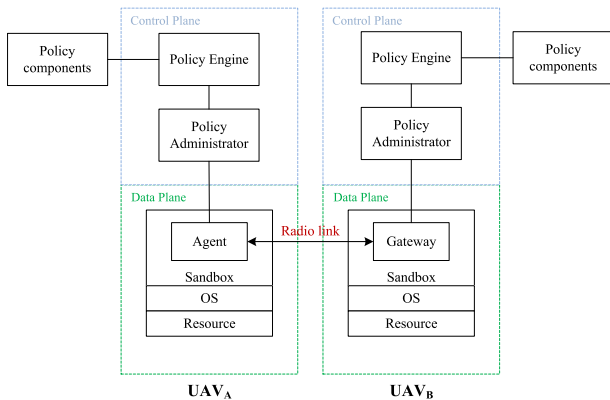 Control Plane
Control Plane
Policy
components
Policy Engine
Policy Engine
Policy
components
Policy
Administrator
Policy
Administrator
Data Plane
Data Plane
Agent
Radio link
Gateway
Sandbox
Sandbox
OS
OS
Resource
Resource
UAVA
UAVB